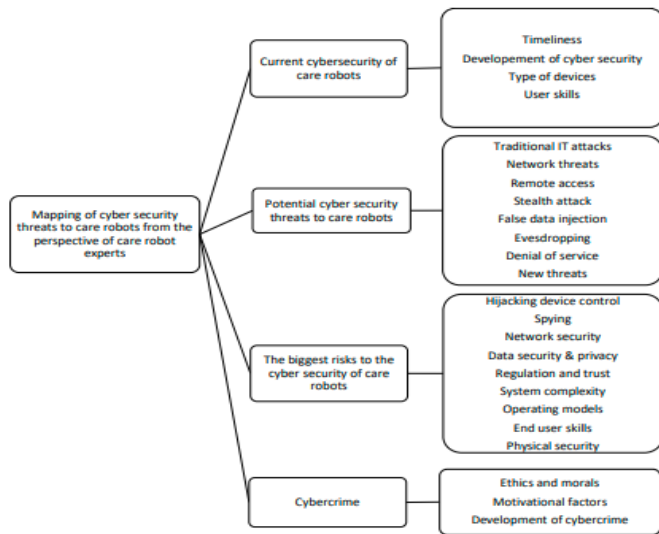 Mapping of cyber security
threats to care robots from the
perspective of care robot
experts
Current cybersecurity of
care robots
Timeliness
Developement of cyber security
Type of devices
User skills
Potential cyber security
threats to care robots
Traditional IT attacks
Network threats
Remote access
Stealth attack
False data injection
Evesdropping
Denial of service
New threats
The biggest risks to the
cyber security of care
robots
Hijacking device control
Spying
Network security
Data security & privacy
Regulation and trust
System complexity
Operating models
End user skills
Physical security
Cybercrime
Ethics and morals
Motivational factors
Development of cybercrime